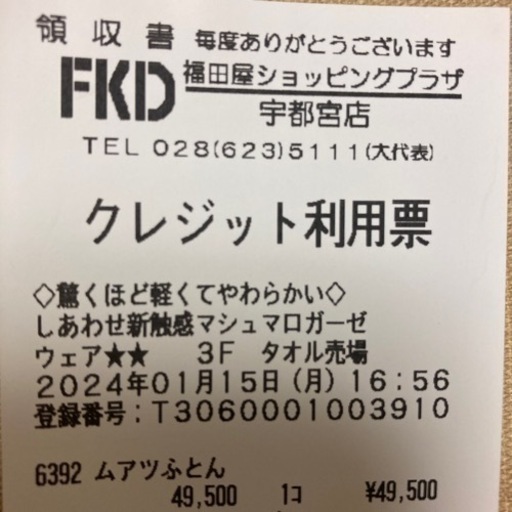 領収書 毎度ありがとうございます
FKD 福田屋ショッピングプラザ
宇都宮店
TEL 028(623)5111(大代表)
クレジット利用票
◇驚くほど軽くてやわらかい◇
しあわせ新触感マシュマロガーゼ
ウェア★★ 3F タオル売場
2024年01月15日(月) 16:56
登録番号:T3060001003910
6392 ムアツふとん
49,500 1コ ¥49,500